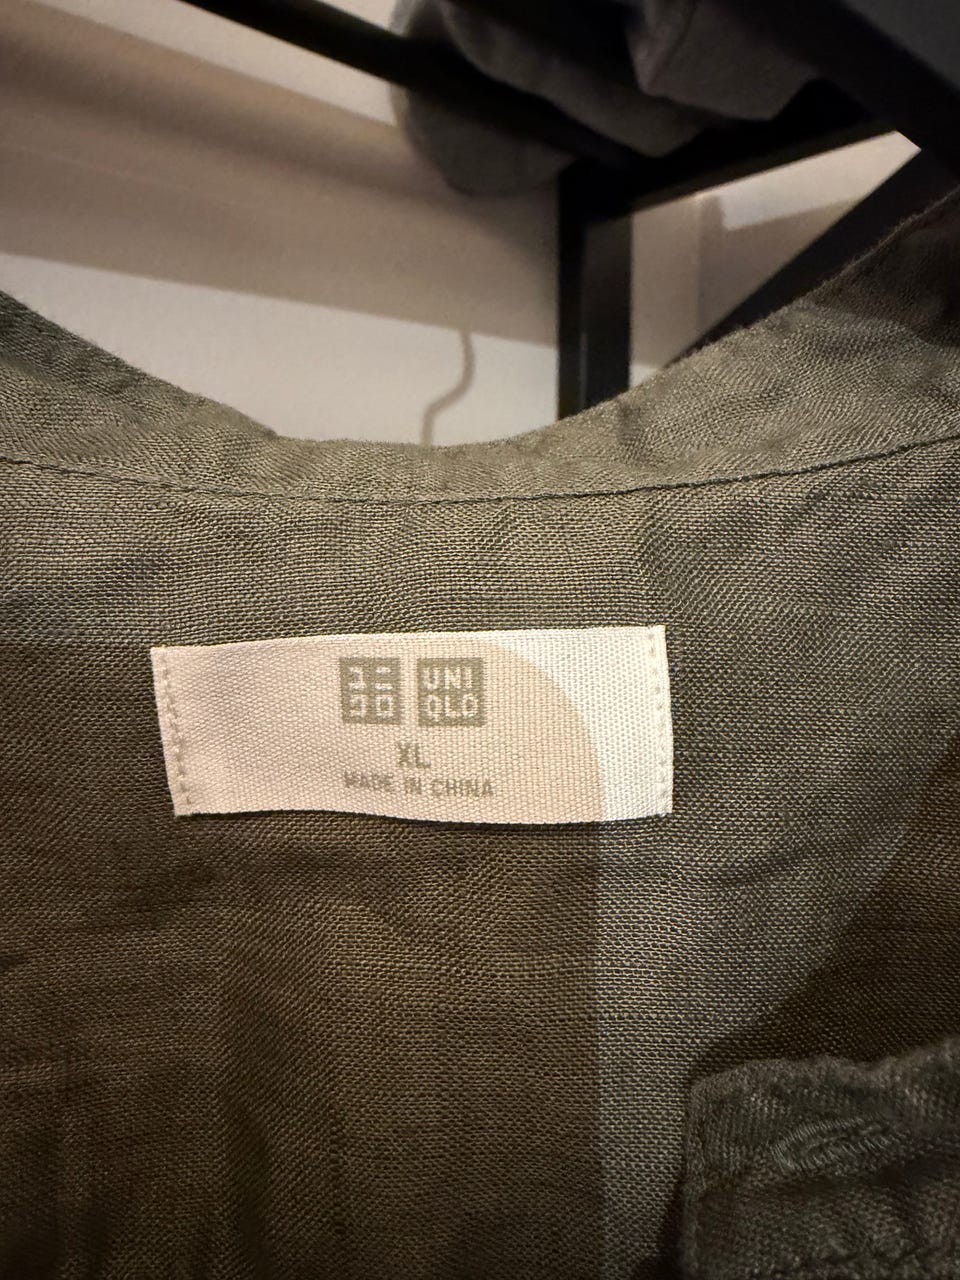 ユニ UNI
クロ QLO
XL
MADE IN CHINA